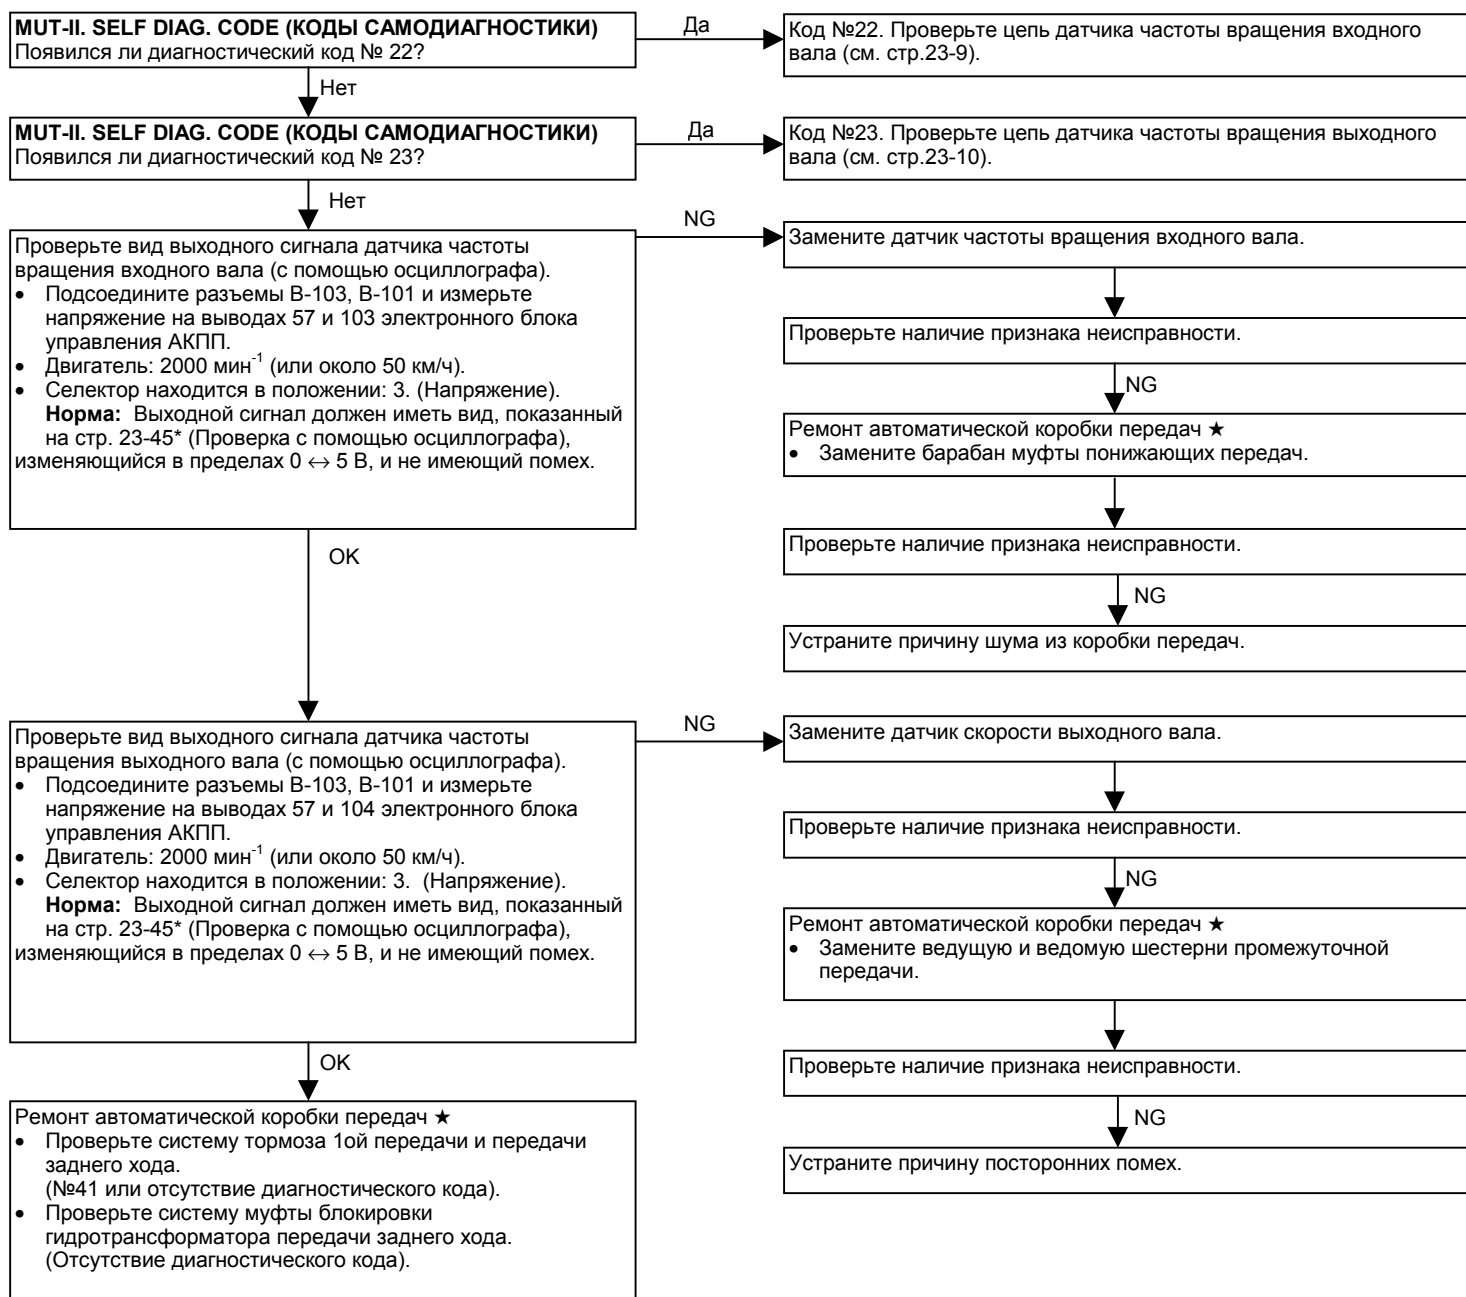 MUT-II. SELF DIAG. CODE (КОДЫ САМОДИАГНОСТИКИ)
Появился ли диагностический код № 22?
Да
Код №22. Проверьте цепь датчика частоты вращения входного
вала (см. стр.23-9).
Нет
MUT-II. SELF DIAG. CODE (КОДЫ САМОДИАГНОСТИКИ)
Появился ли диагностический код № 23?
Да
Код №23. Проверьте цепь датчика частоты вращения выходного
вала (см. стр.23-10).
Нет
Проверьте вид выходного сигнала датчика частоты
вращения входного вала (с помощью осциллографа).
• Подсоедините разъемы В-103, В-101 и измерьте
напряжение на выводах 57 и 103 электронного блока
управления АКПП.
• Двигатель: 2000 мин⁻¹ (или около 50 км/ч).
• Селектор находится в положении: 3. (Напряжение).
Норма: Выходной сигнал должен иметь вид, показанный
на стр. 23-45* (Проверка с помощью осциллографа),
изменяющийся в пределах 0 ↔ 5 В, и не имеющий помех.
NG
Замените датчик частоты вращения входного вала.
Проверьте наличие признака неисправности.
NG
Ремонт автоматической коробки передач ★
• Замените барабан муфты понижающих передач.
Проверьте наличие признака неисправности.
NG
Устраните причину шума из коробки передач.
OK
Проверьте вид выходного сигнала датчика частоты
вращения выходного вала (с помощью осциллографа).
• Подсоедините разъемы В-103, В-101 и измерьте
напряжение на выводах 57 и 104 электронного блока
управления АКПП.
• Двигатель: 2000 мин⁻¹ (или около 50 км/ч).
• Селектор находится в положении: 3. (Напряжение).
Норма: Выходной сигнал должен иметь вид, показанный
на стр. 23-45* (Проверка с помощью осциллографа),
изменяющийся в пределах 0 ↔ 5 В, и не имеющий помех.
NG
Замените датчик скорости выходного вала.
Проверьте наличие признака неисправности.
NG
Ремонт автоматической коробки передач ★
• Замените ведущую и ведомую шестерни промежуточной
передачи.
Проверьте наличие признака неисправности.
NG
Устраните причину посторонних помех.
OK
Ремонт автоматической коробки передач ★
• Проверьте систему тормоза 1ой передачи и передачи
заднего хода.
(№41 или отсутствие диагностического кода).
• Проверьте систему муфты блокировки
гидротрансформатора передачи заднего хода.
(Отсутствие диагностического кода).